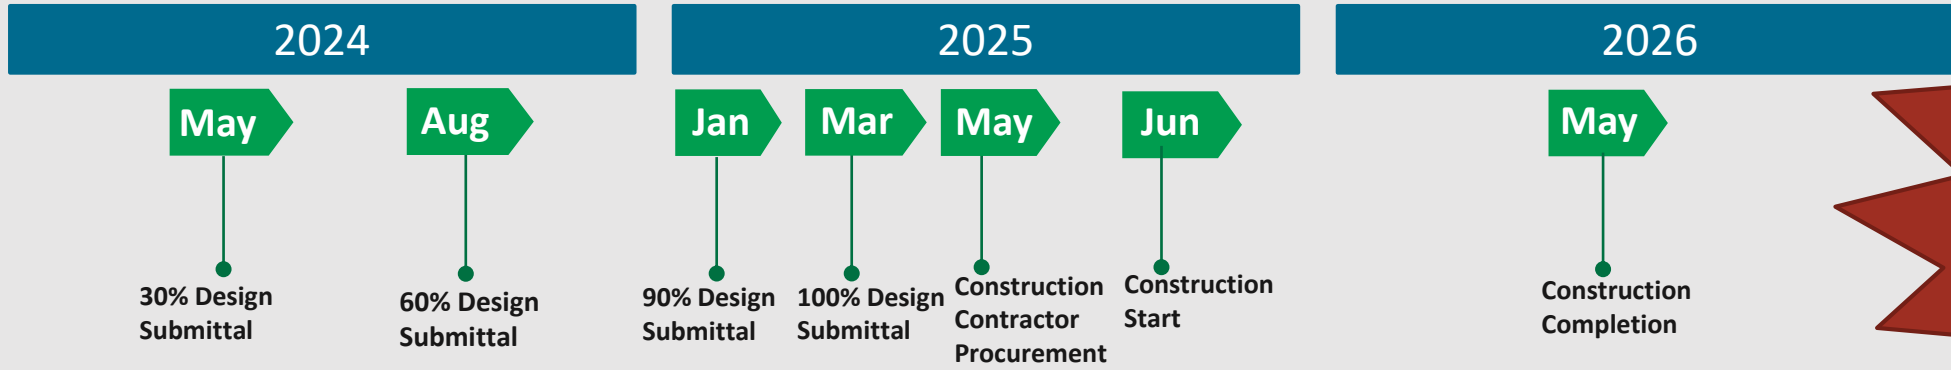 2024
2025
2026
May
Aug
Jan
Mar
May
Jun
May
30% Design
Submittal
60% Design
Submittal
90% Design
Submittal
100% Design
Submittal
Construction
Contractor
Procurement
Construction
Start
Construction
Completion